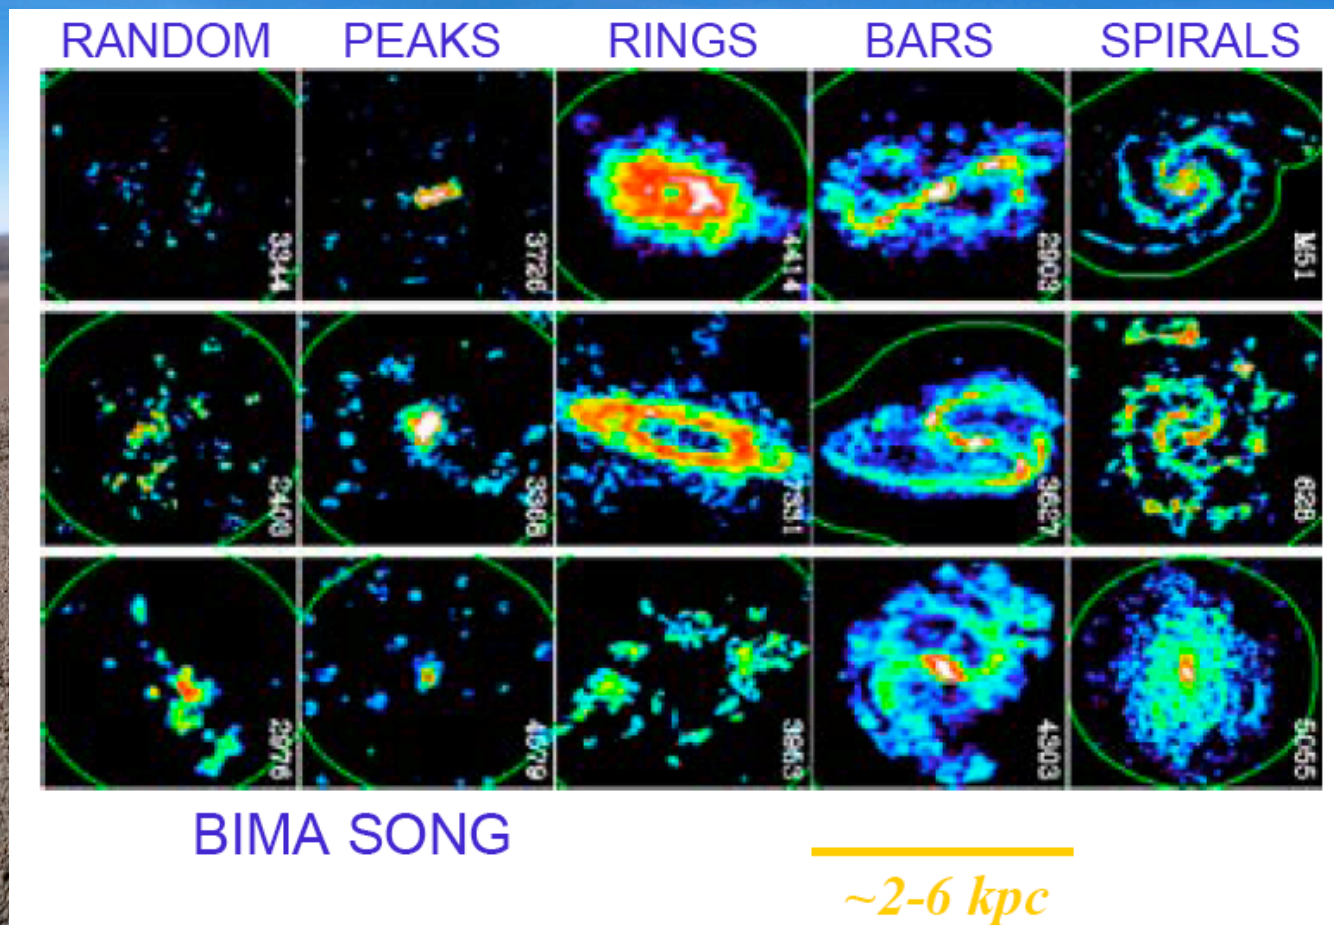 RANDOM PEAKS RINGS BARS SPIRALS
3344 3726 4414 2903 M51
2403 3368 7331 3627 628
2976 4579 3953 4303 5055
BIMA SONG
~2-6 kpc